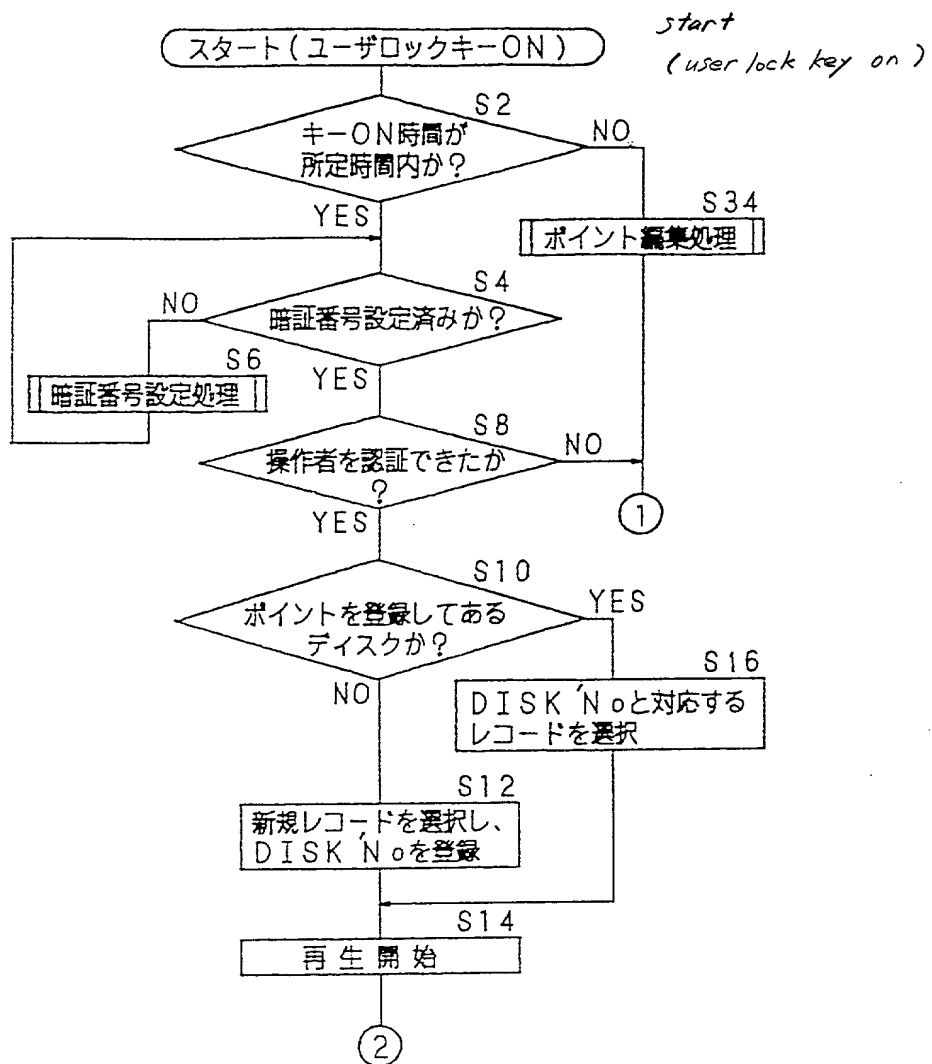 スタート(ユーザロックキーON)
start
(user lock key on)
S2
キーON時間が
所定時間内か?
NO
YES
S34
ポイント編集処理
S4
暗証番号設定済みか?
NO
YES
S6
暗証番号設定処理
S8
操作者を認証できたか
?
NO
YES
1
S10
ポイントを登録してある
ディスクか?
YES
NO
S16
DISK Noと対応する
レコードを選択
S12
新規レコードを選択し、
DISK Noを登録
S14
再生開始
2